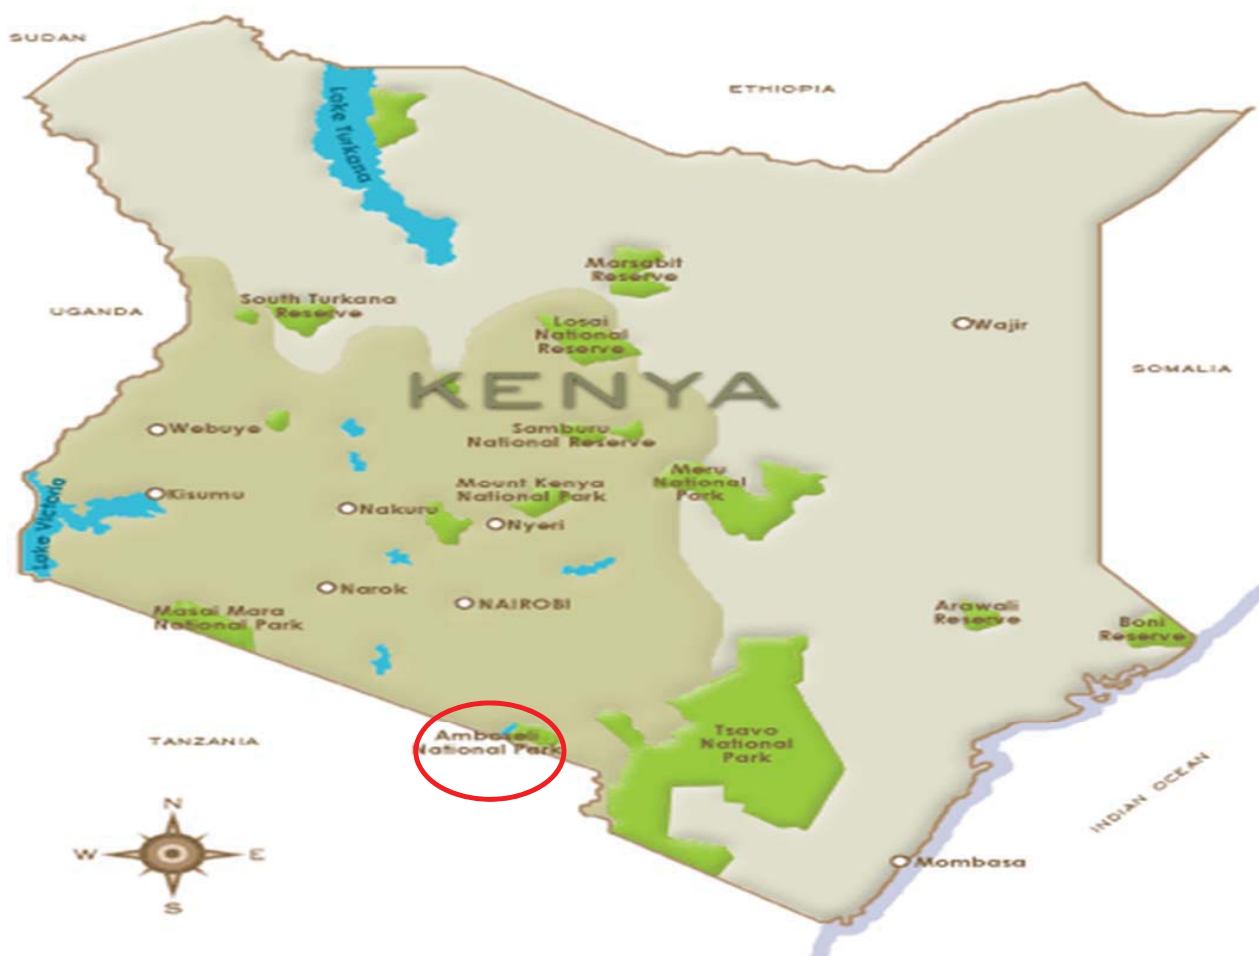 SUDAN
ETHIOPIA
Lake Turkana
Marsabit
Reserve
South Turkana
Reserve
UGANDA
Losai
National
Reserve
Wajir
SOMALIA
KENYA
Webuye
Samburu
National Reserve
Meru
National
Park
Mount Kenya
National Park
Lake Victoria
Kisumu
Nakuru
Nyeri
Narok
NAIROBI
Masai Mara
National Park
Arawali
Reserve
Boni
Reserve
TANZANIA
Amboseli
National Park
Tsavo
National
Park
INDIAN OCEAN
N
W
E
S
Mombasa